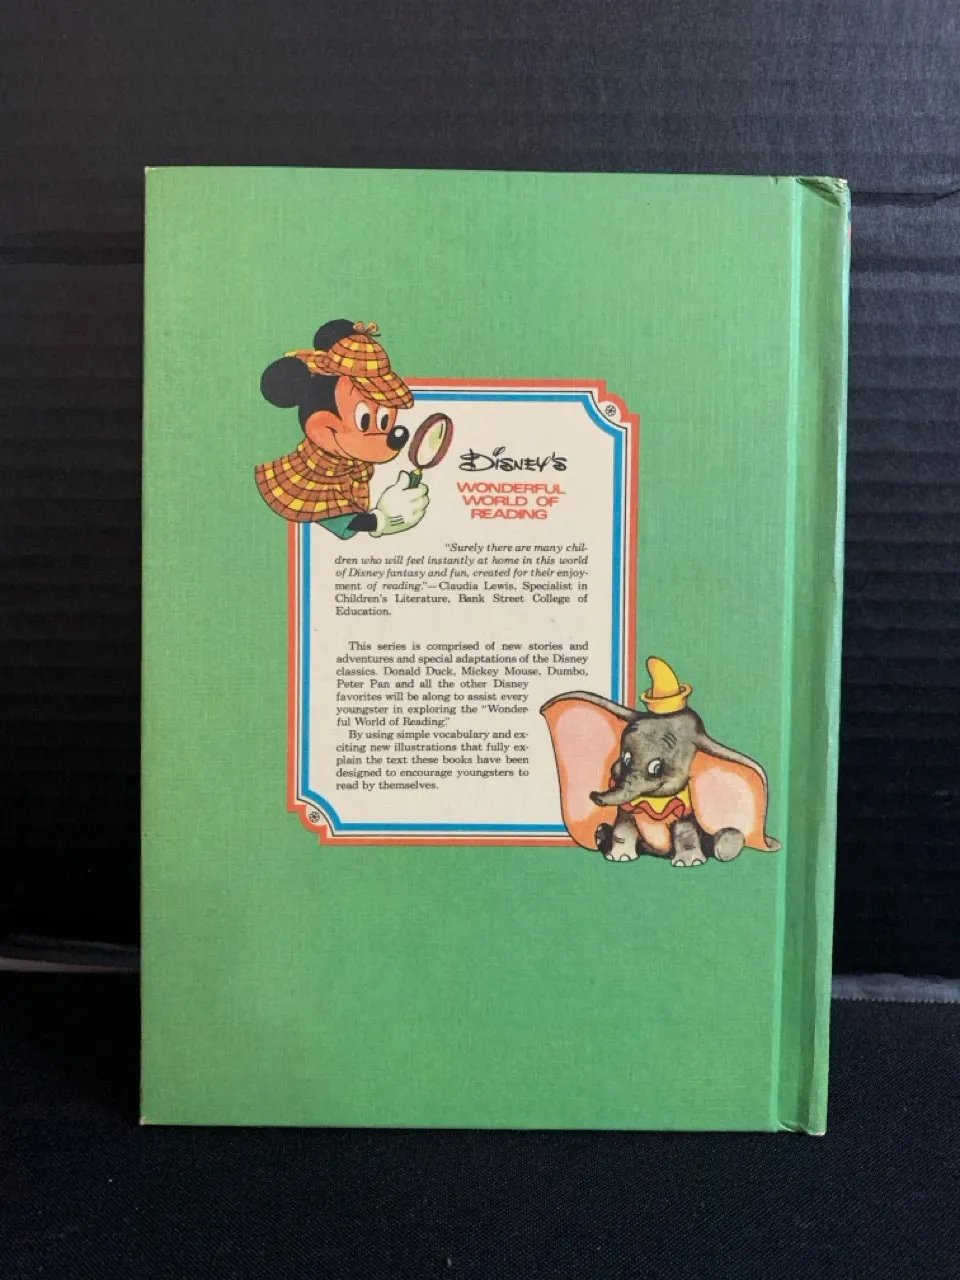 DISNEY'S
WONDERFUL
WORLD OF
READING
"Surely there are many chil-
dren who will feel instantly at home in this world
of Disney fantasy and fun, created for their enjoy-
ment of reading."—Claudia Lewis, Specialist in
Children's Literature, Bank Street College of
Education.
This series is comprised of new stories and
adventures and special adaptations of the Disney
classics. Donald Duck, Mickey Mouse, Dumbo,
Peter Pan and all the other Disney
favorites will be along to assist every
youngster in exploring the "Wonder-
ful World of Reading."
By using simple vocabulary and ex-
citing new illustrations that fully ex-
plain the text these books have been
designed to encourage youngsters to
read by themselves.